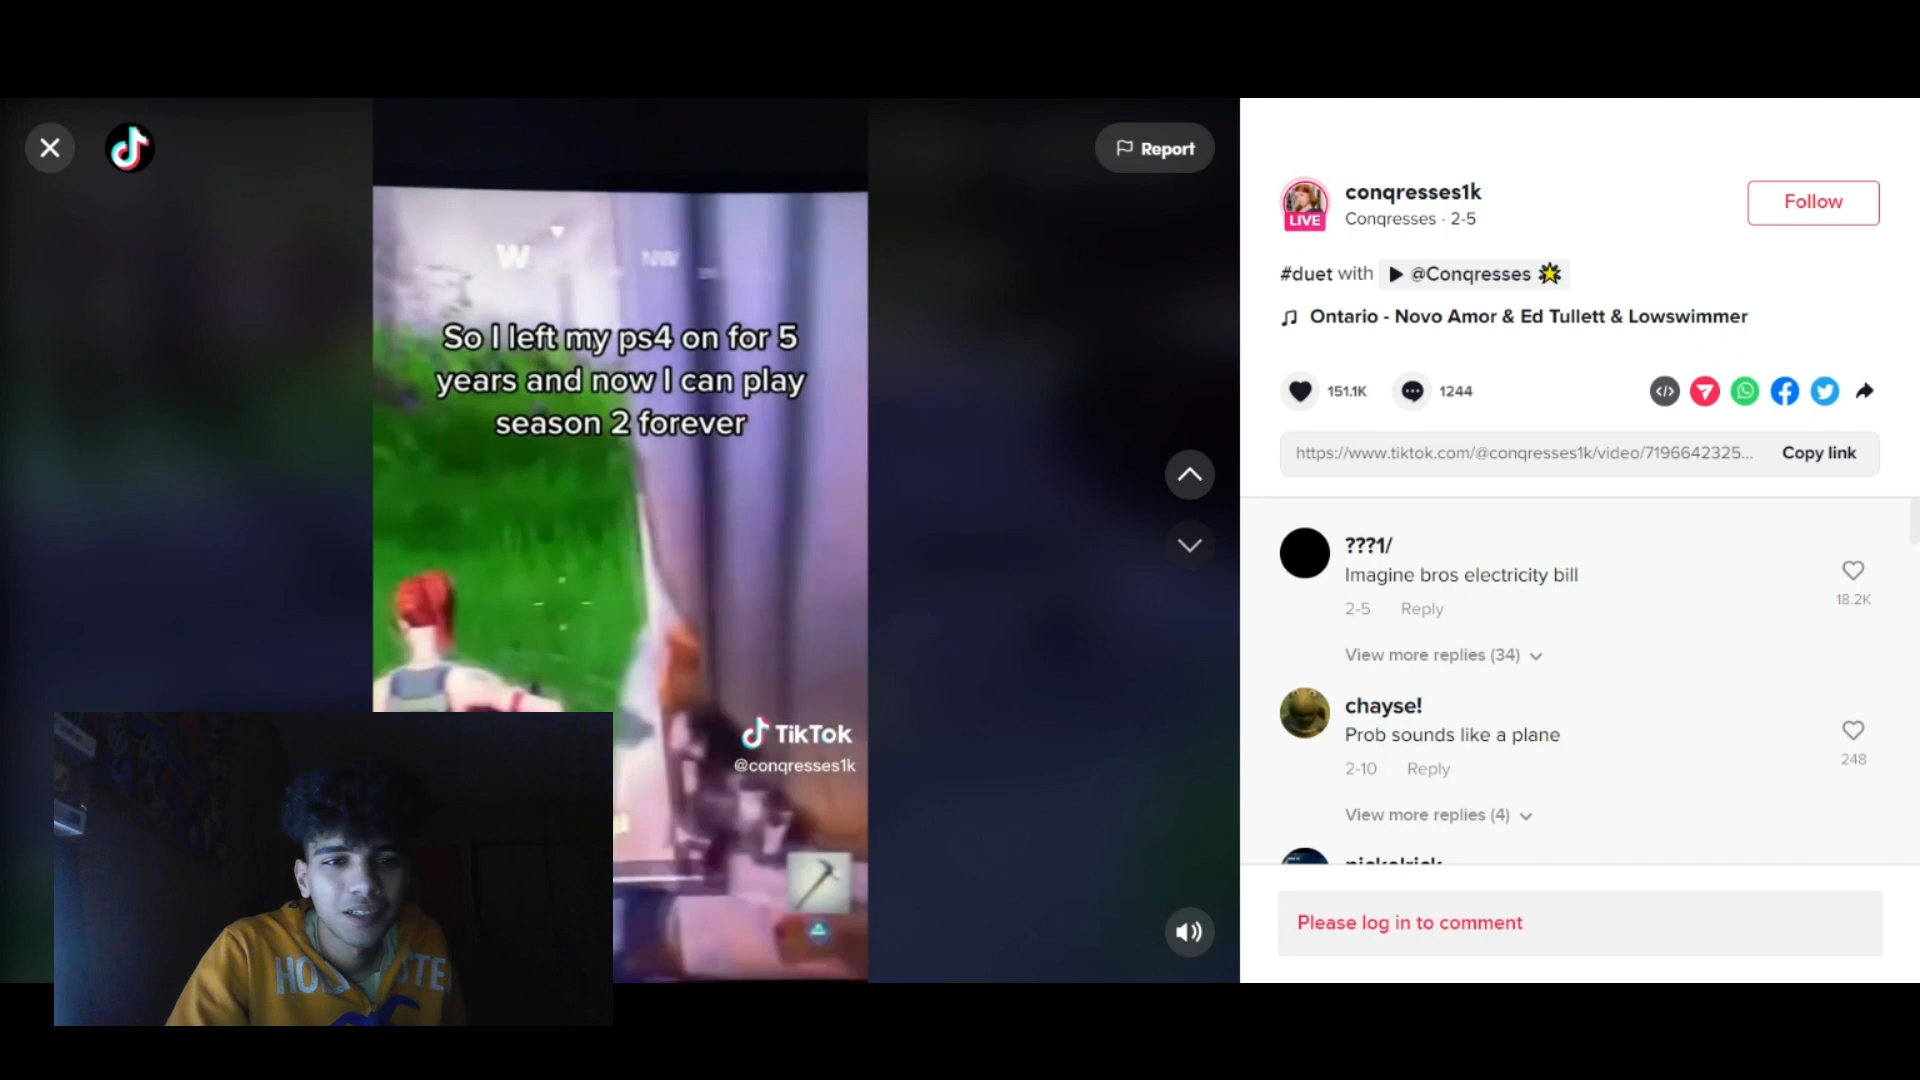 Report
W NW
So I left my ps4 on for 5
years and now I can play
season 2 forever
TikTok
@conqresses1k
conqresses1k
LIVE
Conqresses · 2-5
Follow
#duet with @Conqresses
Ontario - Novo Amor & Ed Tullett & Lowswimmer
151.1K 1244
https://www.tiktok.com/@conqresses1k/video/7196642325... Copy link
???1/
Imagine bros electricity bill
18.2K
2-5 Reply
View more replies (34)
chayse!
Prob sounds like a plane
248
2-10 Reply
View more replies (4)
Please log in to comment